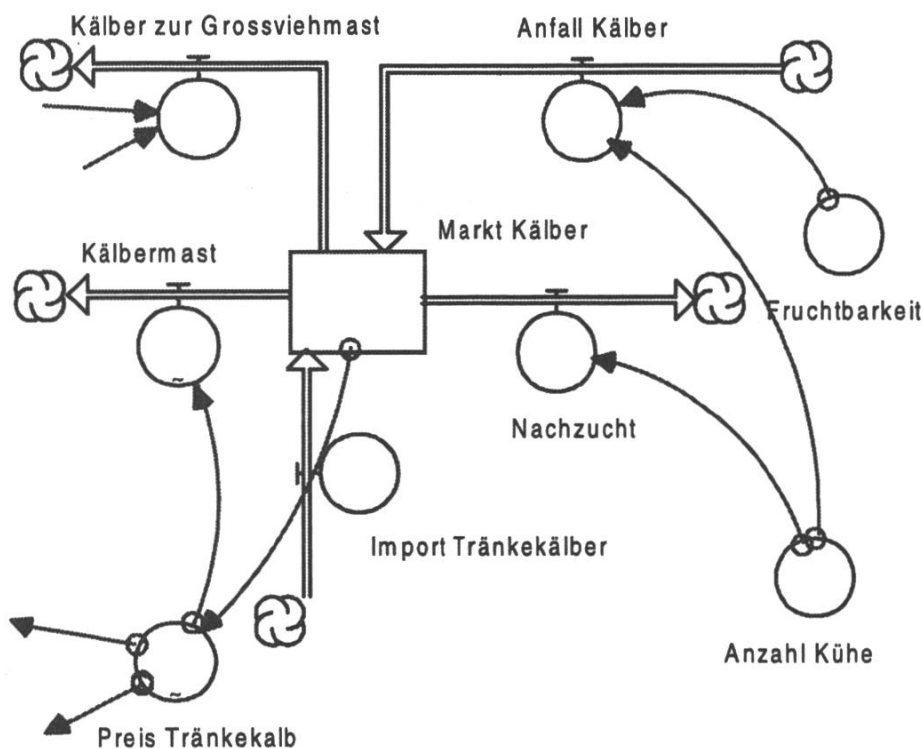 Kälber zur Grossviehmast
Anfall Kälber
Markt Kälber
Kälbermast
Fruchtbarkeit
Nachzucht
Import Tränkekälber
Anzahl Kühe
Preis Tränkekalb